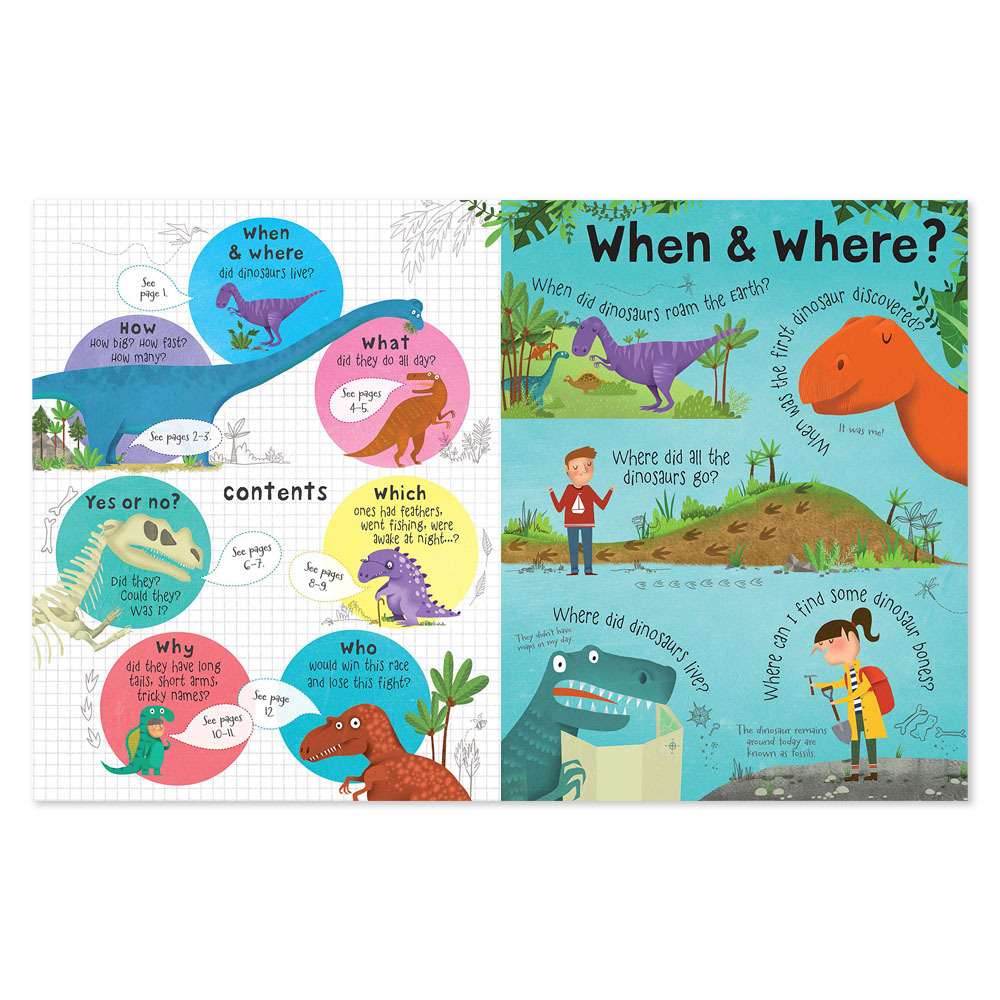 When
& where
did dinosaurs live?
See
page 1.
How
How big? How fast?
How many?
See pages 2-3.
What
did they do all day?
See pages
4-5.
contents
Yes or no?
Did they?
Could they?
Was I?
See pages
6-7.
Which
ones had feathers,
went fishing, were
awake at night...?
See pages
8-9.
Why
did they have long
tails, short arms,
tricky names?
See pages
10-11.
Who
would win this race
and lose this fight?
See page
12.
When & where?
When did dinosaurs roam the Earth?
When was the first dinosaur discovered?
It was me!
Where did all the
dinosaurs go?
Where did dinosaurs live?
They didn't have
maps in my day.
Where can I find some dinosaur bones?
The dinosaur remains
around today are
known as fossils.